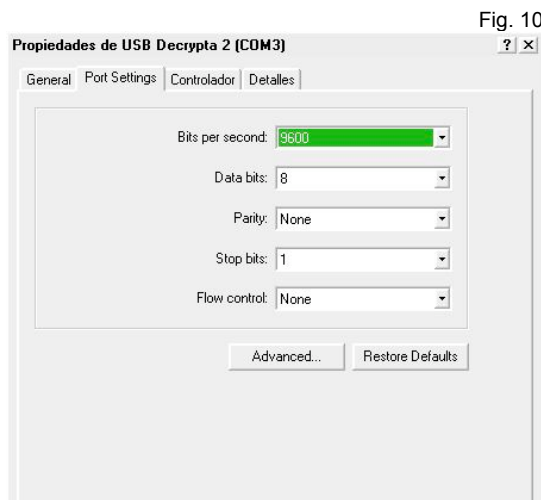 Fig. 10
Propiedades de USB Decrypta 2 (COM3)
General Port Settings Controlador Detalles
Bits per second: 9600
Data bits: 8
Parity: None
Stop bits: 1
Flow control: None
Advanced... Restore Defaults